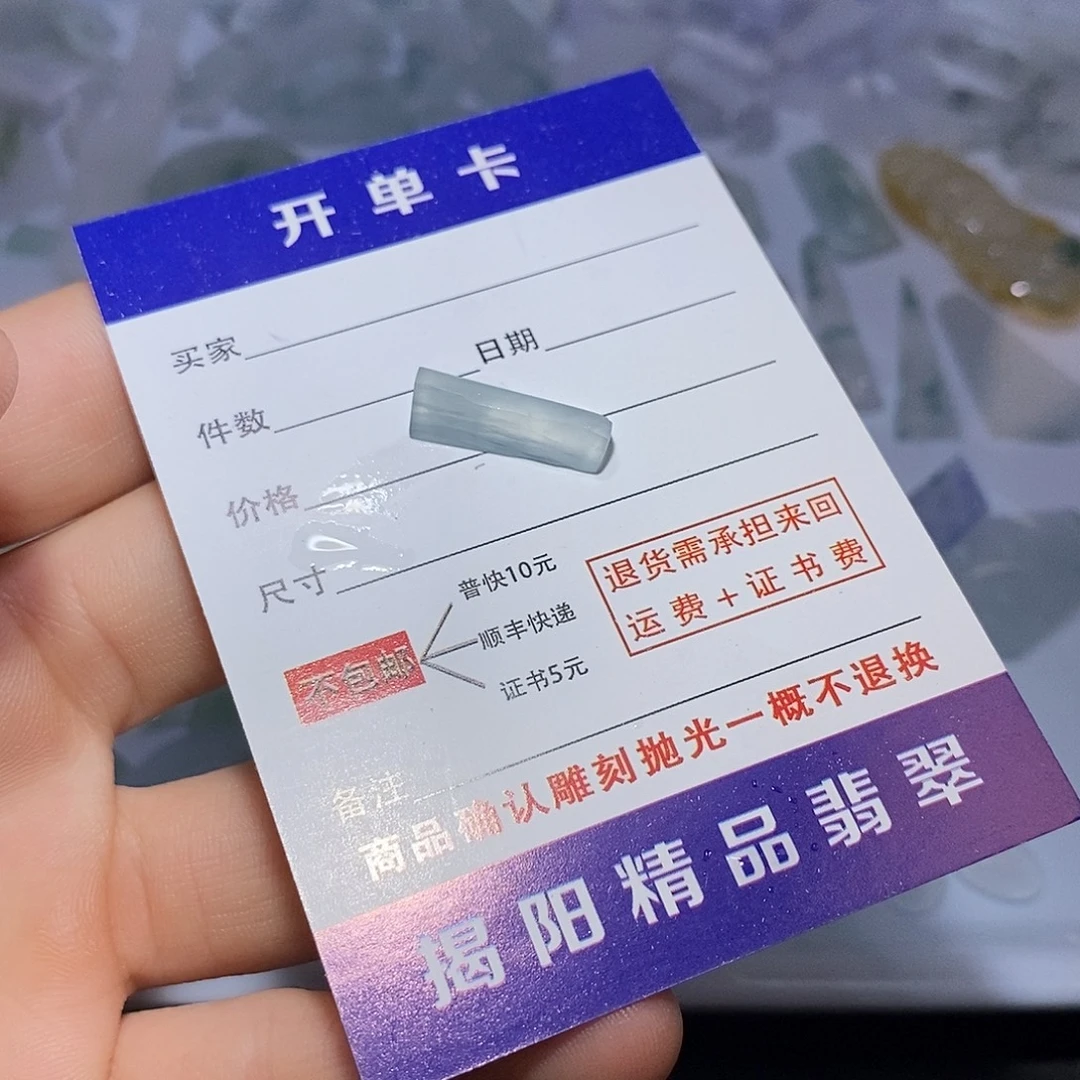 开单卡
买家
件数 日期
价格
尺寸
不包邮
普快10元
顺丰快递
证书5元
退货需承担来回
运费+证书费
备注
商品确认雕刻抛光一概不退换
揭阳精品翡翠